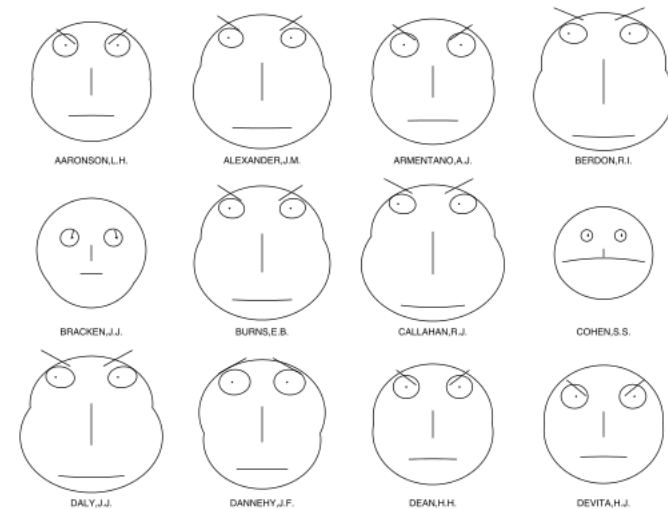 AARONSON,L.H.
ALEXANDER,J.M.
ARMENTANO,A.J.
BERDON,R.I.
BRACKEN,J.J.
BURNS,E.B.
CALLAHAN,R.J.
COHEN,S.S.
DALY,J.J.
DANNEHY,J.F.
DEAN,H.H.
DEVITA,H.J.